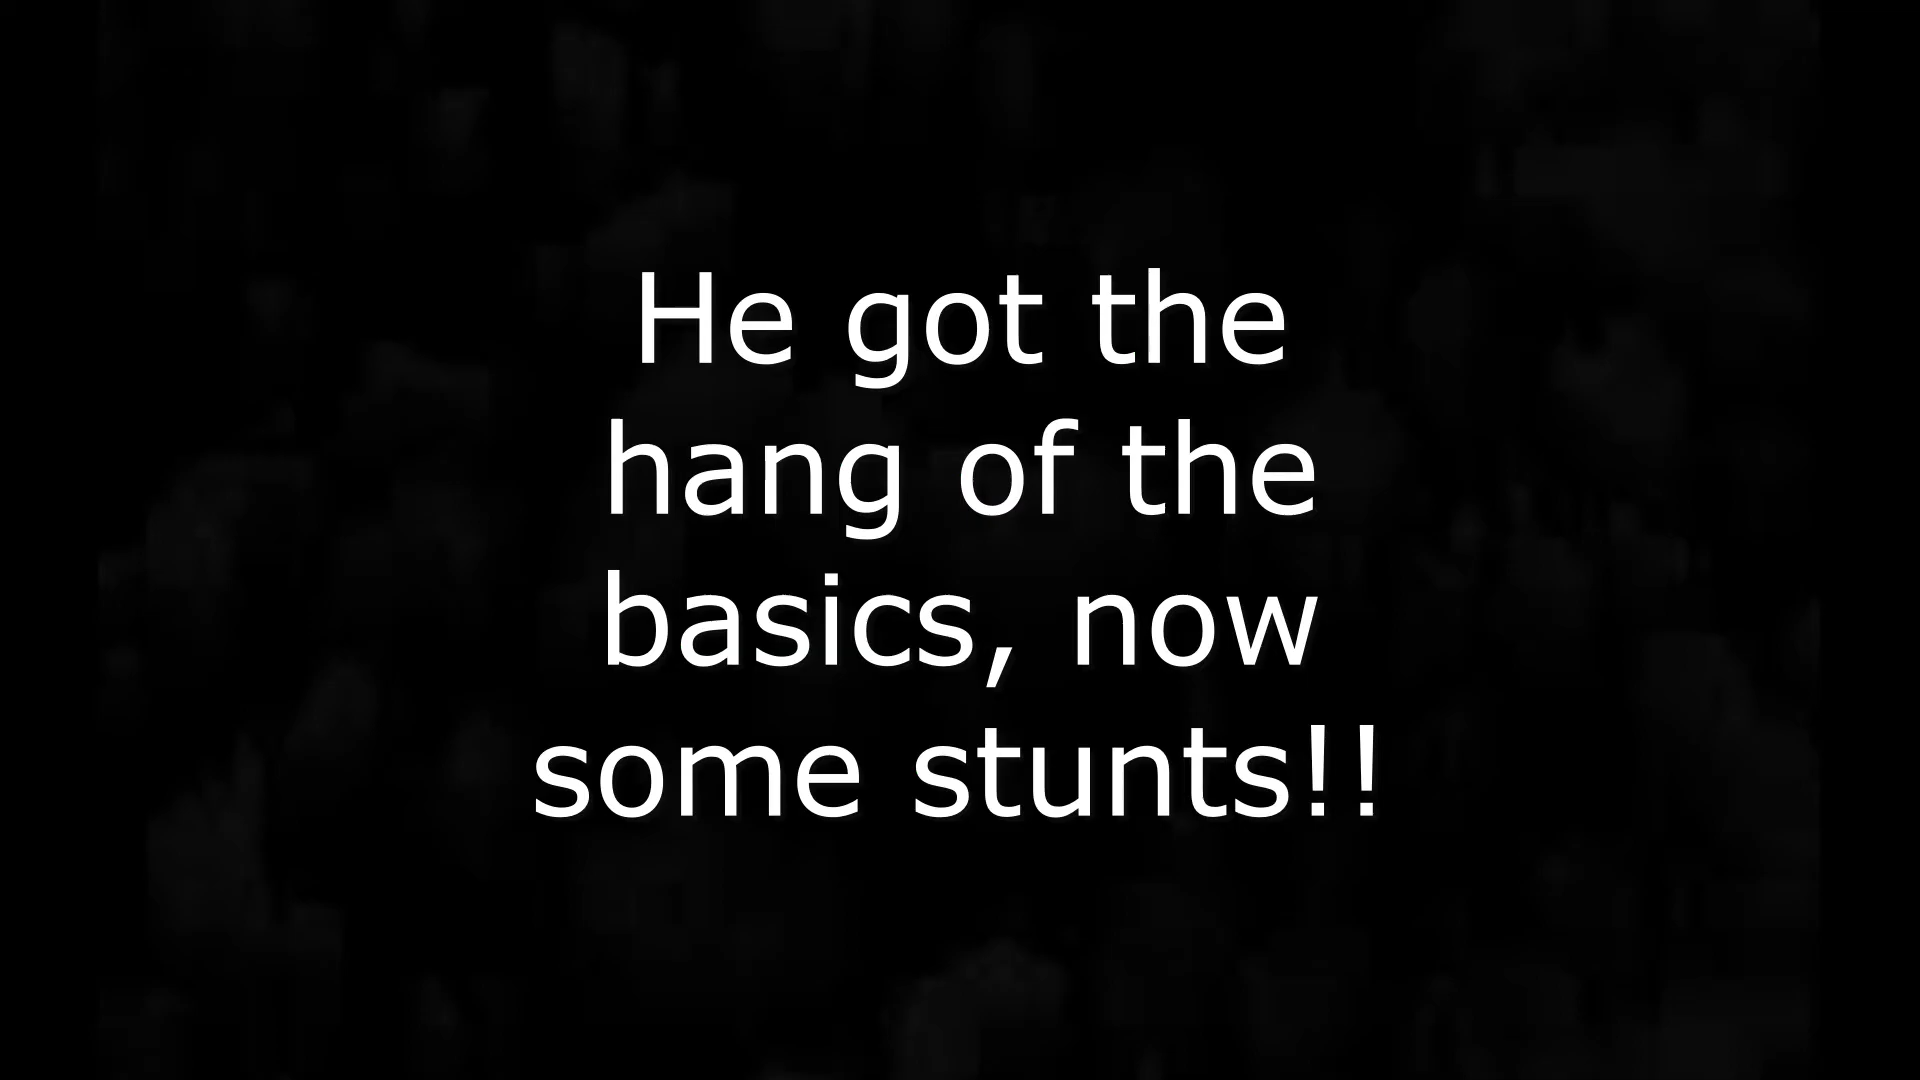 He got the
hang of the
basics, now
some stunts!!